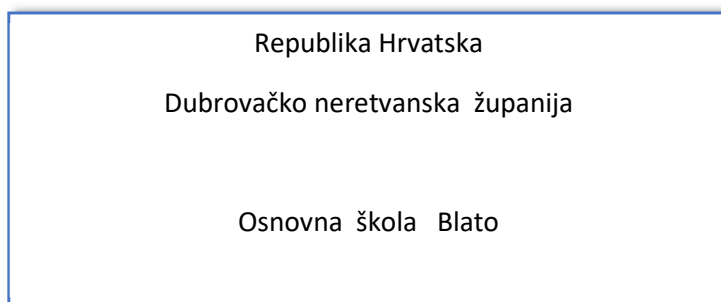 Republika Hrvatska
Dubrovačko neretvanska  županija
Osnovna  škola   Blato